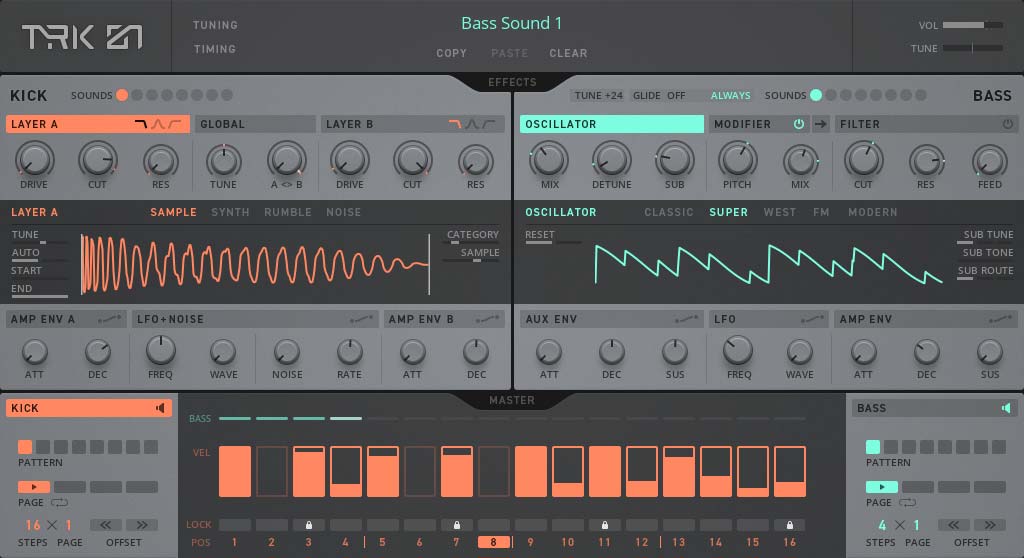 TRK 01
TUNING
TIMING
Bass Sound 1
COPY PASTE CLEAR
VOL
TUNE
EFFECTS
KICK SOUNDS
TUNE +24 GLIDE OFF ALWAYS SOUNDS BASS
LAYER A GLOBAL LAYER B
OSCILLATOR MODIFIER FILTER
DRIVE CUT RES TUNE A <> B DRIVE CUT RES
MIX DETUNE SUB PITCH MIX CUT RES FEED
LAYER A SAMPLE SYNTH RUMBLE NOISE
OSCILLATOR CLASSIC SUPER WEST FM MODERN
TUNE
AUTO
START
END
CATEGORY
SAMPLE
RESET
SUB TUNE
SUB TONE
SUB ROUTE
AMP ENV A LFO+NOISE AMP ENV B
AUX ENV LFO AMP ENV
ATT DEC FREQ WAVE NOISE RATE ATT DEC
ATT DEC SUS FREQ WAVE ATT DEC SUS
MASTER
KICK
PATTERN
PAGE
16 × 1
STEPS PAGE OFFSET
BASS
VEL
LOCK
POS 1 2 3 4 5 6 7 8 9 10 11 12 13 14 15 16
BASS
PATTERN
PAGE
4 × 1
STEPS PAGE OFFSET